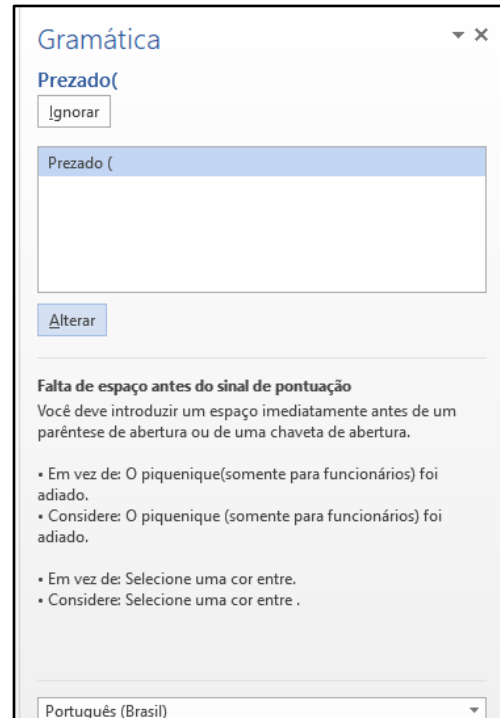 Gramática
Prezado(
Ignorar
Prezado (
Alterar
Falta de espaço antes do sinal de pontuação
Você deve introduzir um espaço imediatamente antes de um
parêntese de abertura ou de uma chaveta de abertura.
• Em vez de: O piquenique(somente para funcionários) foi
adiado.
• Considere: O piquenique (somente para funcionários) foi
adiado.
• Em vez de: Selecione uma cor entre.
• Considere: Selecione uma cor entre .
Português (Brasil)